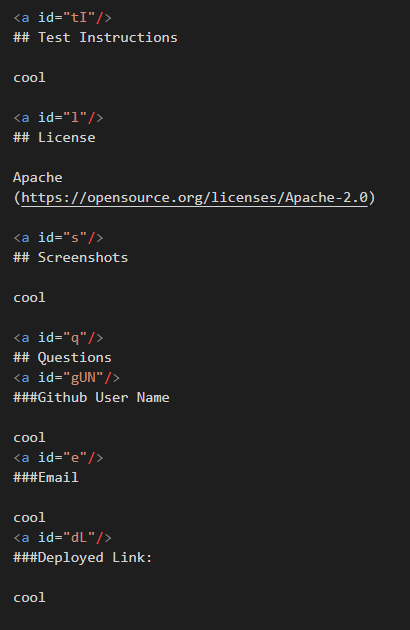 <a id="tI"/>
## Test Instructions
cool
<a id="l"/>
## License
Apache
(https://opensource.org/licenses/Apache-2.0)
<a id="s"/>
## Screenshots
cool
<a id="q"/>
## Questions
<a id="gUN"/>
###Github User Name
cool
<a id="e"/>
###Email
cool
<a id="dL"/>
###Deployed Link:
cool